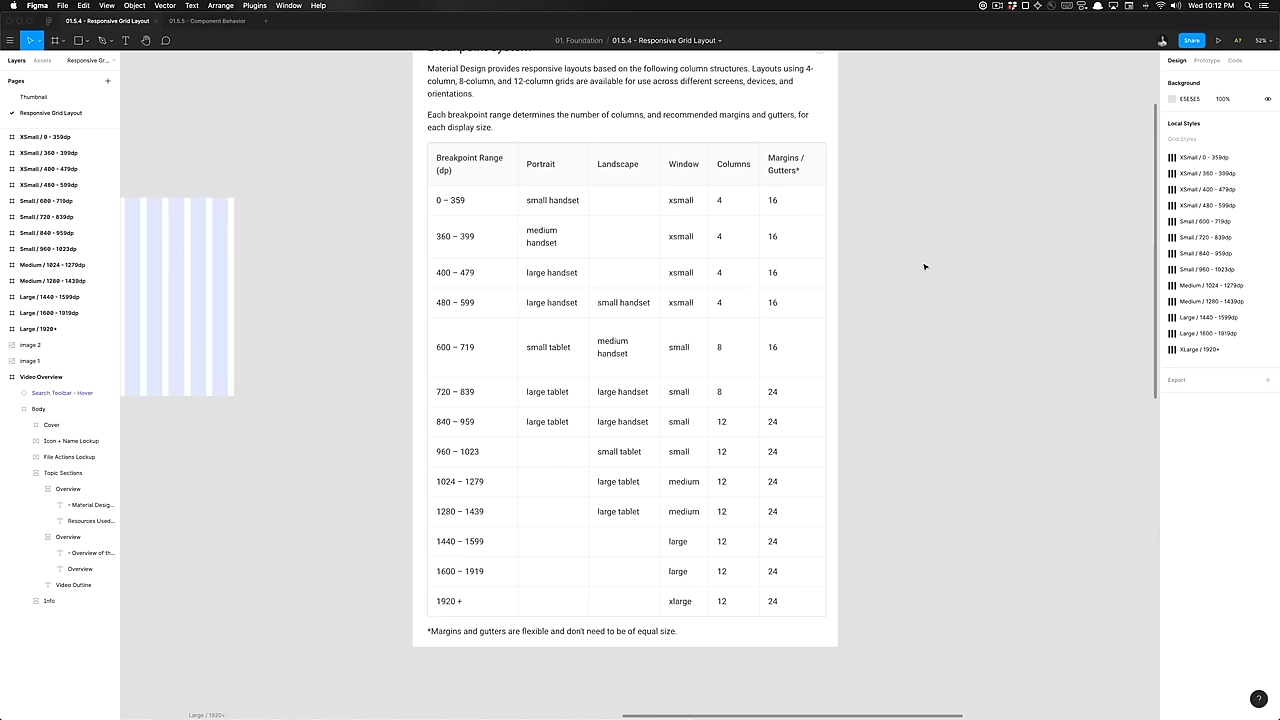 Figma File Edit View Object Vector Text Arrange Plugins Window Help
Wed 10:12 PM
01.5.4 - Responsive Grid Layout
01.5.5 - Component Behavior
01. Foundation / 01.5.4 - Responsive Grid Layout
Share
A?
52%
Layers Assets Responsive Gr...
Pages
Thumbnail
Responsive Grid Layout
XSmall / 0 - 359dp
XSmall / 360 - 399dp
XSmall / 400 - 479dp
XSmall / 480 - 599dp
Small / 600 - 719dp
Small / 720 - 839dp
Small / 840 - 959dp
Small / 960 - 1023dp
Medium / 1024 - 1279dp
Medium / 1280 - 1439dp
Large / 1440 - 1599dp
Large / 1600 - 1919dp
Large / 1920+
image 2
image 1
Video Overview
Search Toolbar - Hover
Body
Cover
Icon + Name Lockup
File Actions Lockup
Topic Sections
Overview
- Material Desig...
Resources Used...
Overview
- Overview of th...
Overview
Video Outline
Info
Material Design provides responsive layouts based on the following column structures. Layouts using 4-
column, 8-column, and 12-column grids are available for use across different screens, devices, and
orientations.
Each breakpoint range determines the number of columns, and recommended margins and gutters, for
each display size.
Breakpoint Range (dp) Portrait Landscape Window Columns Margins / Gutters*
0 – 359 small handset xsmall 4 16
360 – 399 medium handset xsmall 4 16
400 – 479 large handset xsmall 4 16
480 – 599 large handset small handset xsmall 4 16
600 – 719 small tablet medium handset small 8 16
720 – 839 large tablet large handset small 8 24
840 – 959 large tablet large handset small 12 24
960 – 1023 small tablet small 12 24
1024 – 1279 large tablet medium 12 24
1280 – 1439 large tablet medium 12 24
1440 – 1599 large 12 24
1600 – 1919 large 12 24
1920 + xlarge 12 24
*Margins and gutters are flexible and don't need to be of equal size.
Large / 1920+
Design Prototype Code
Background
E5E5E5 100%
Local Styles
Grid Styles
XSmall / 0 - 359dp
XSmall / 360 - 399dp
XSmall / 400 - 479dp
XSmall / 480 - 599dp
Small / 600 - 719dp
Small / 720 - 839dp
Small / 840 - 959dp
Small / 960 - 1023dp
Medium / 1024 - 1279dp
Medium / 1280 - 1439dp
Large / 1440 - 1599dp
Large / 1600 - 1919dp
XLarge / 1920+
Export
?